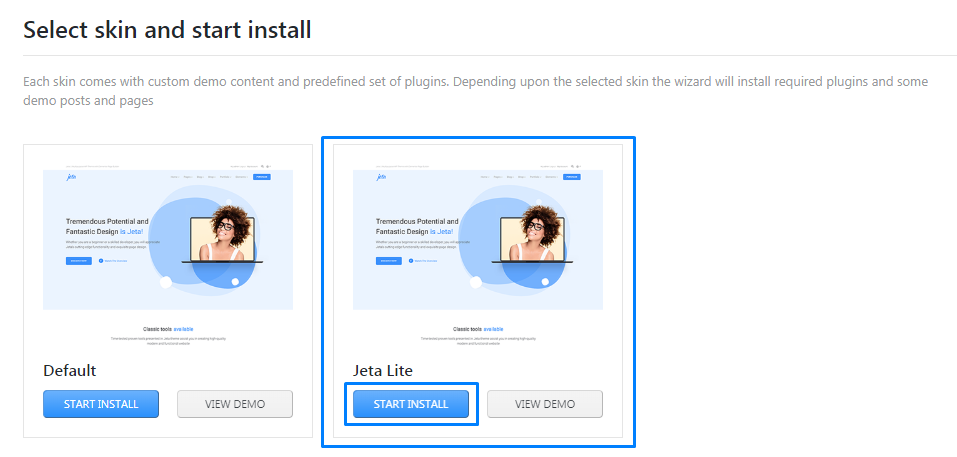 Select skin and start install
Each skin comes with custom demo content and predefined set of plugins. Depending upon the selected skin the wizard will install required plugins and some
demo posts and pages
jeta
Tremendous Potential and
Fantastic Design is Jeta!
Classic tools available
Default
START INSTALL
VIEW DEMO
jeta
Tremendous Potential and
Fantastic Design is Jeta!
Classic tools available
Jeta Lite
START INSTALL
VIEW DEMO